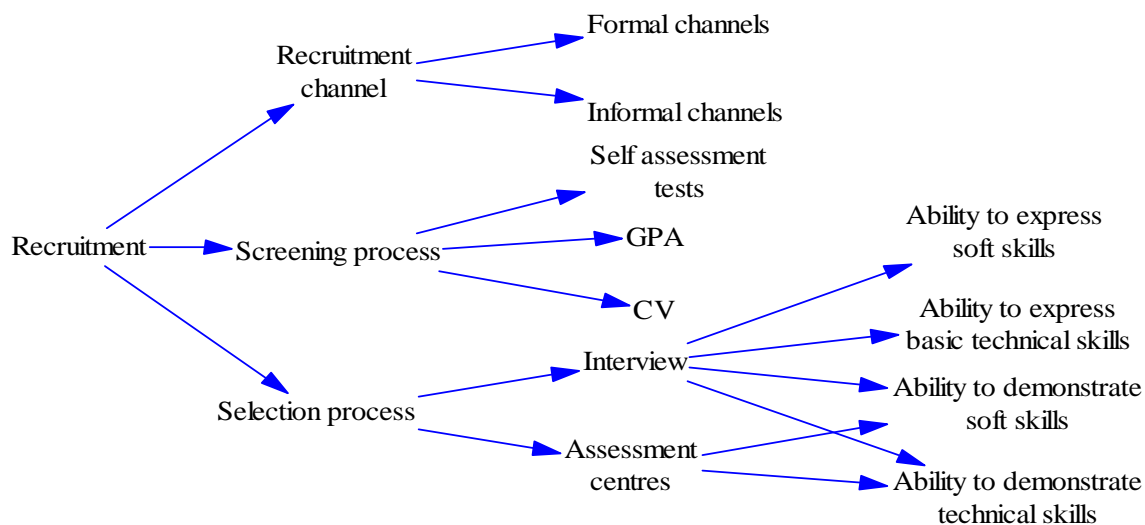 Formal channels
Recruitment
channel
Informal channels
Self assessment
tests
Ability to express
soft skills
Recruitment
Screening process
GPA
CV
Ability to express
basic technical skills
Interview
Ability to demonstrate
soft skills
Selection process
Assessment
centres
Ability to demonstrate
technical skills